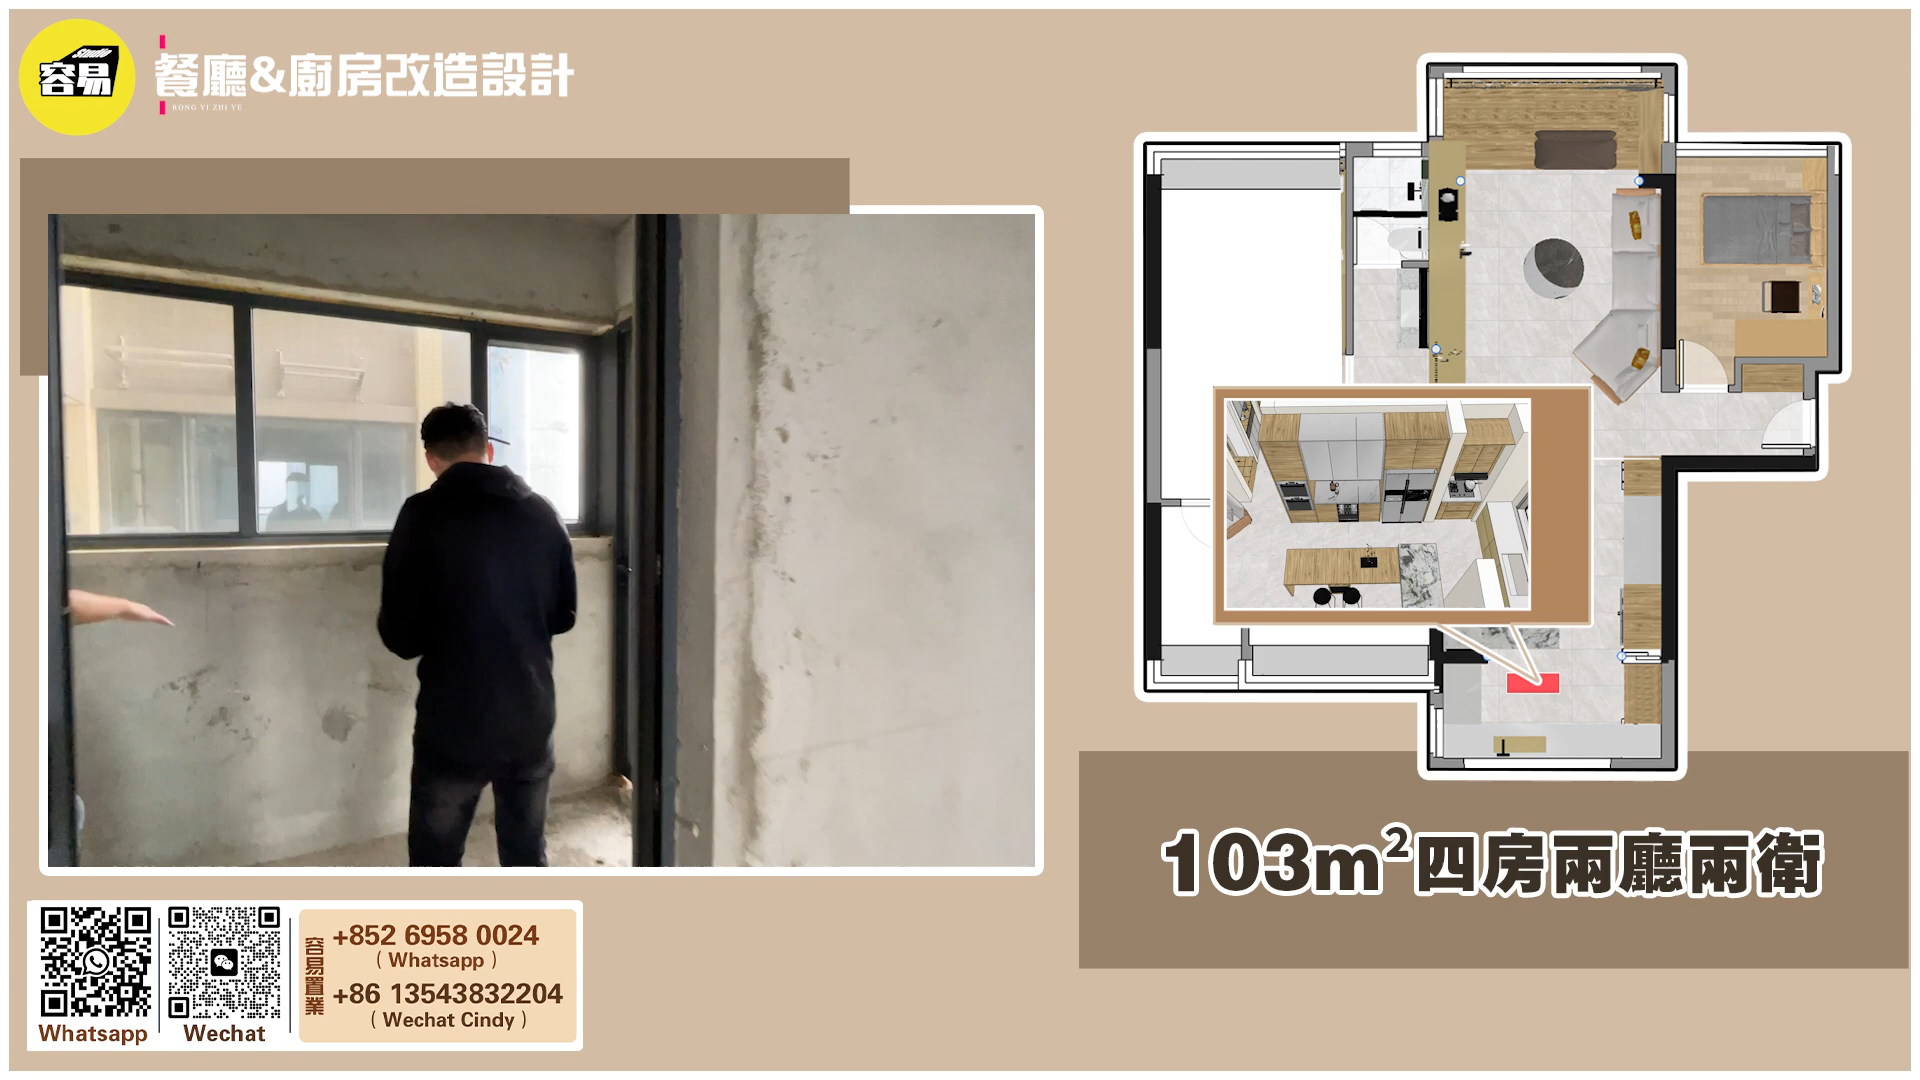 Studio
容易
餐廳&廚房改造設計
RONG YI ZHI YE
103m²四房兩廳兩衛
Whatsapp
Wechat
容易置業
+852 6958 0024
( Whatsapp )
+86 13543832204
( Wechat Cindy )